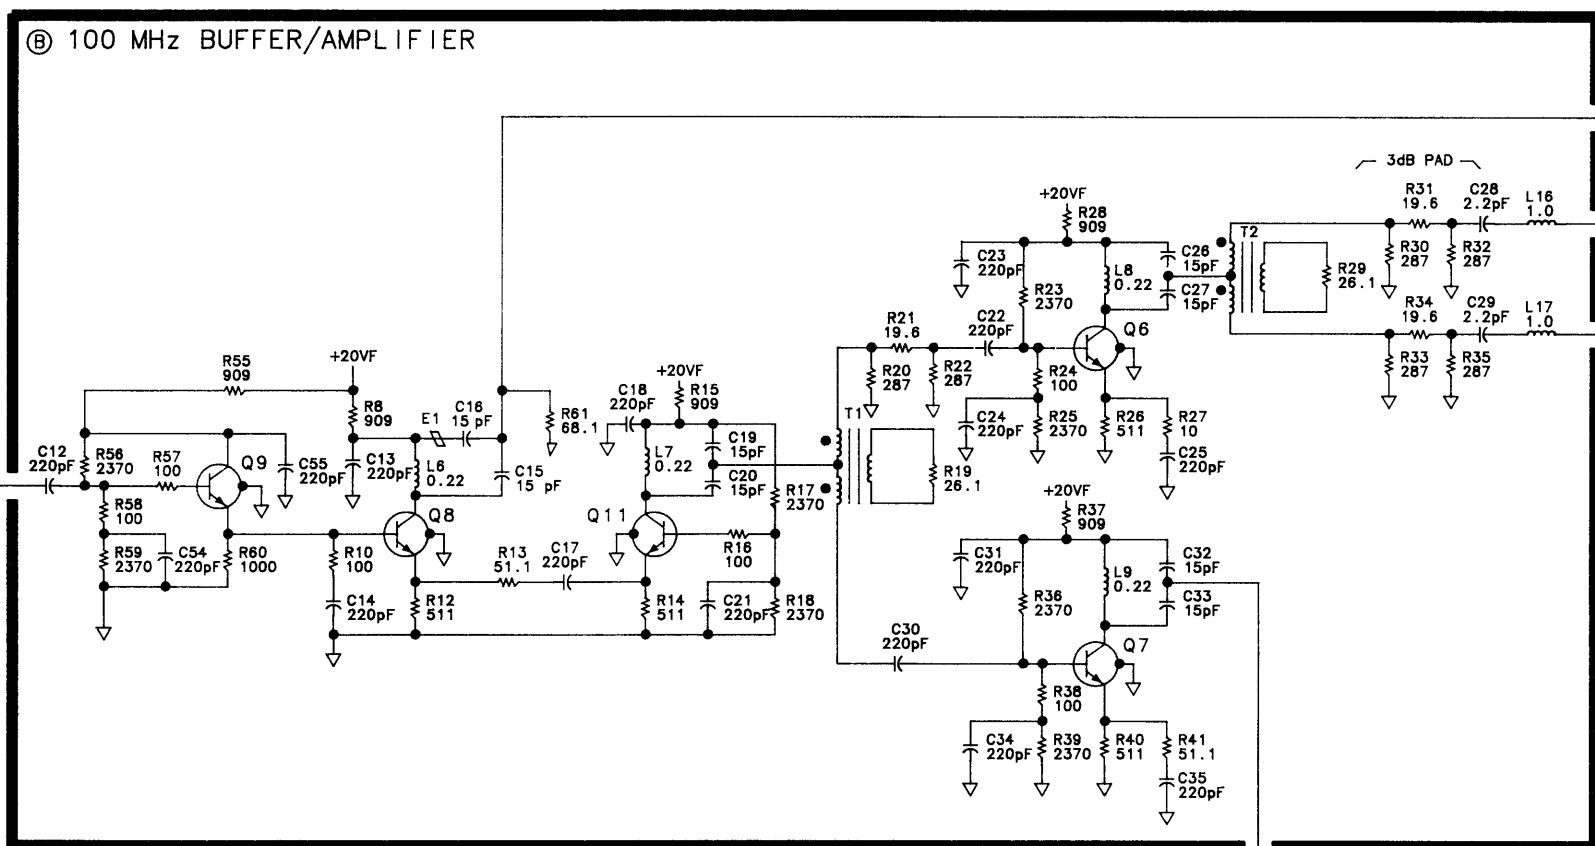 Ⓑ 100 MHz BUFFER/AMPLIFIER
3dB PAD
R31
19.6
C28
2.2pF
L16
1.0
+20VF
R28
909
C23
220pF
R23
2370
L8
0.22
C26
15pF
C27
15pF
T2
R29
26.1
R30
287
R32
287
R34
19.6
C29
2.2pF
L17
1.0
R33
287
R35
287
R21
19.6
C22
220pF
Q6
R20
287
R22
287
R24
100
C24
220pF
R25
2370
R26
511
R27
10
C25
220pF
R55
909
+20VF
R8
909
E1
C16
15 pF
R61
68.1
C18
220pF
+20VF
R15
909
T1
C12
220pF
R56
2370
R57
100
Q9
C55
220pF
C13
220pF
L6
0.22
C15
15 pF
L7
0.22
C19
15pF
C20
15pF
R17
2370
R19
26.1
R58
100
Q8
Q11
R16
100
R59
2370
C54
220pF
R60
1000
R10
100
R13
51.1
C17
220pF
C14
220pF
R12
511
R14
511
C21
220pF
R18
2370
+20VF
R37
909
C31
220pF
R36
2370
L9
0.22
C32
15pF
C33
15pF
C30
220pF
Q7
R38
100
C34
220pF
R39
2370
R40
511
R41
51.1
C35
220pF